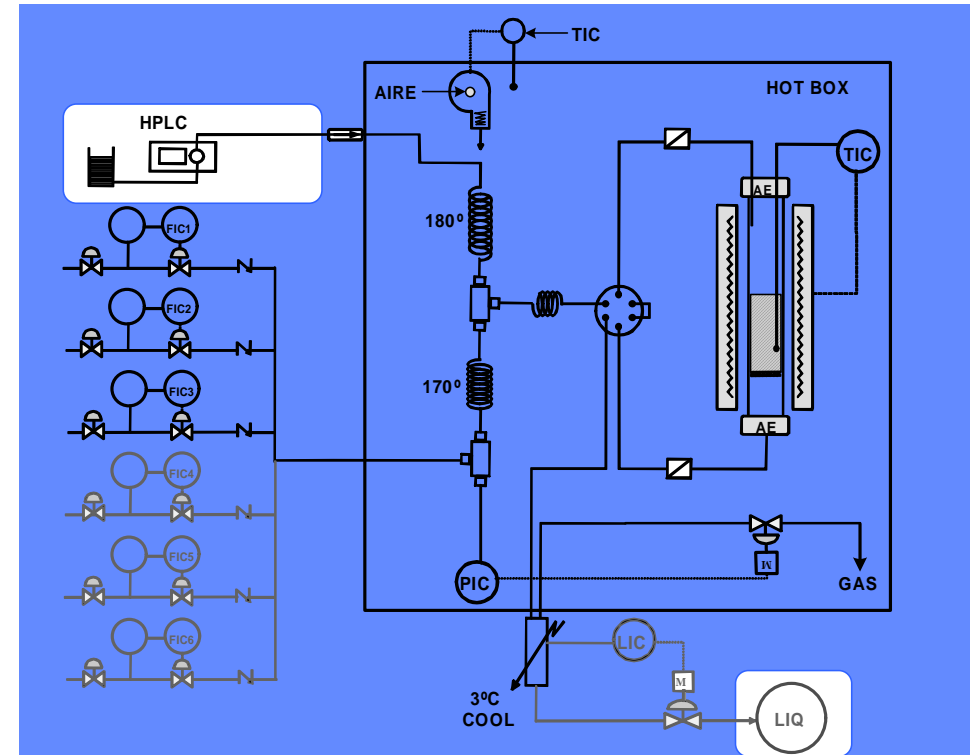 TIC
HOT BOX
AIRE
HPLC
TIC
AE
180º
FIC1
FIC2
170º
FIC3
AE
FIC4
FIC5
PIC
M
GAS
FIC6
LIC
3ºC
COOL
M
LIQ